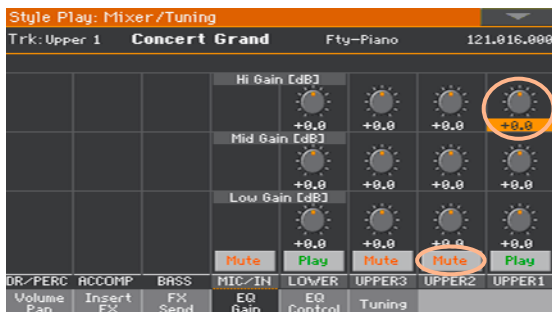 Style Play: Mixer/Tuning
Trk:Upper 1 Concert Grand Fty-Piano 121.016.000
Hi Gain [dB]
+0.0 +0.0 +0.0 +0.0
Mid Gain [dB]
+0.0 +0.0 +0.0 +0.0
Low Gain [dB]
+0.0 +0.0 +0.0 +0.0
Mute Play Mute Mute Play
DR/PERC ACCOMP BASS MIC/IN LOWER UPPER3 UPPER2 UPPER1
Volume Insert FX EQ EQ Tuning
Pan FX Send Gain Control